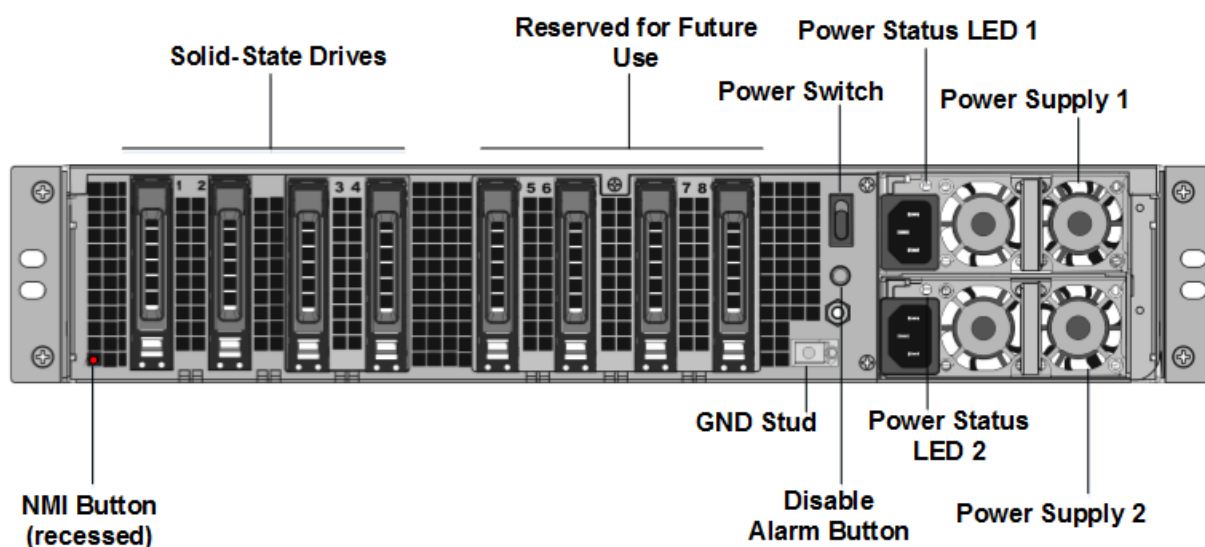 Solid-State Drives
Reserved for Future
Use
Power Status LED 1
Power Switch
Power Supply 1
1 2
3 4
5 6
7 8
GND Stud
Power Status
LED 2
NMI Button
(recessed)
Disable
Alarm Button
Power Supply 2